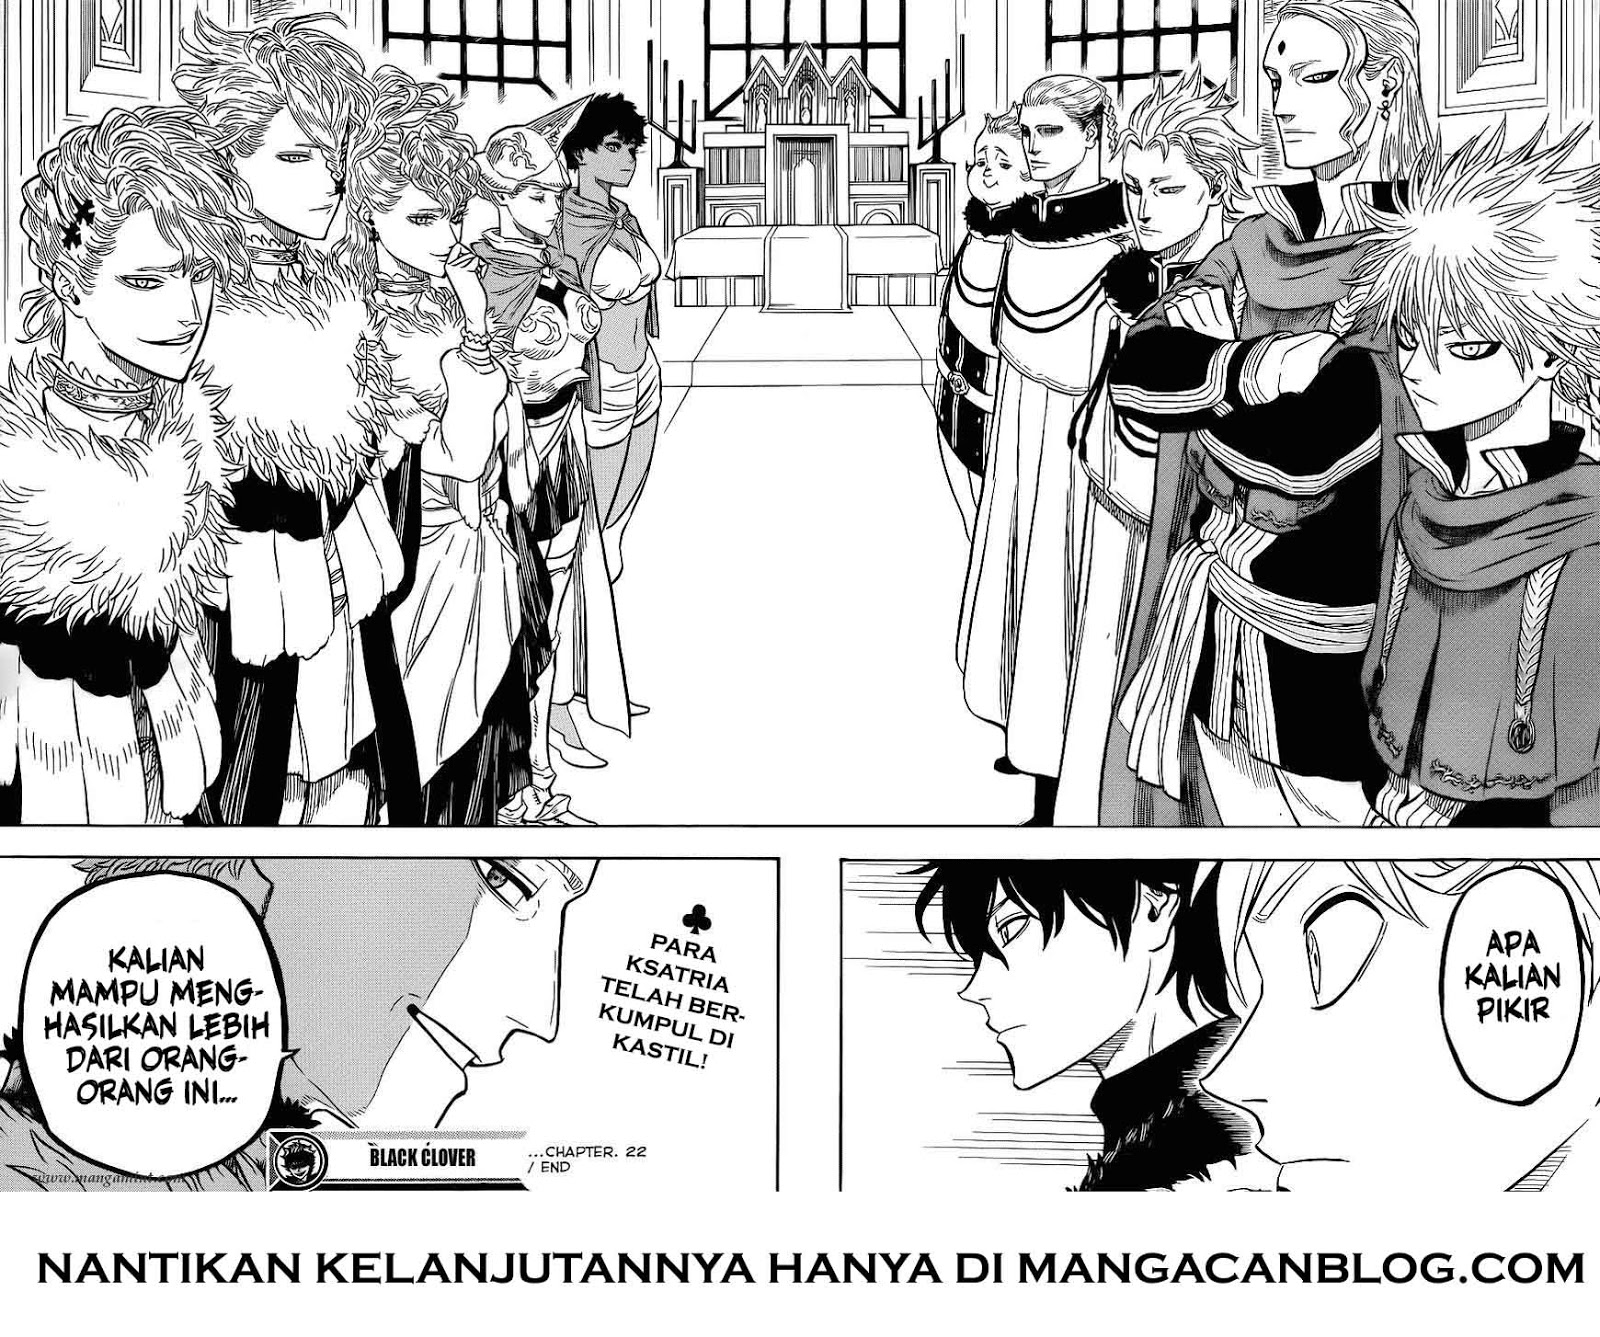 APA
KALIAN
PIKIR
♣
PARA
KSATRIA
TELAH BER-
KUMPUL DI
KASTIL!
KALIAN
MAMPU MENG-
HASILKAN LEBIH
DARI ORANG-
ORANG INI...
BLACK CLOVER
...CHAPTER. 22
/ END
NANTIKAN KELANJUTANNYA HANYA DI MANGACANBLOG.COM